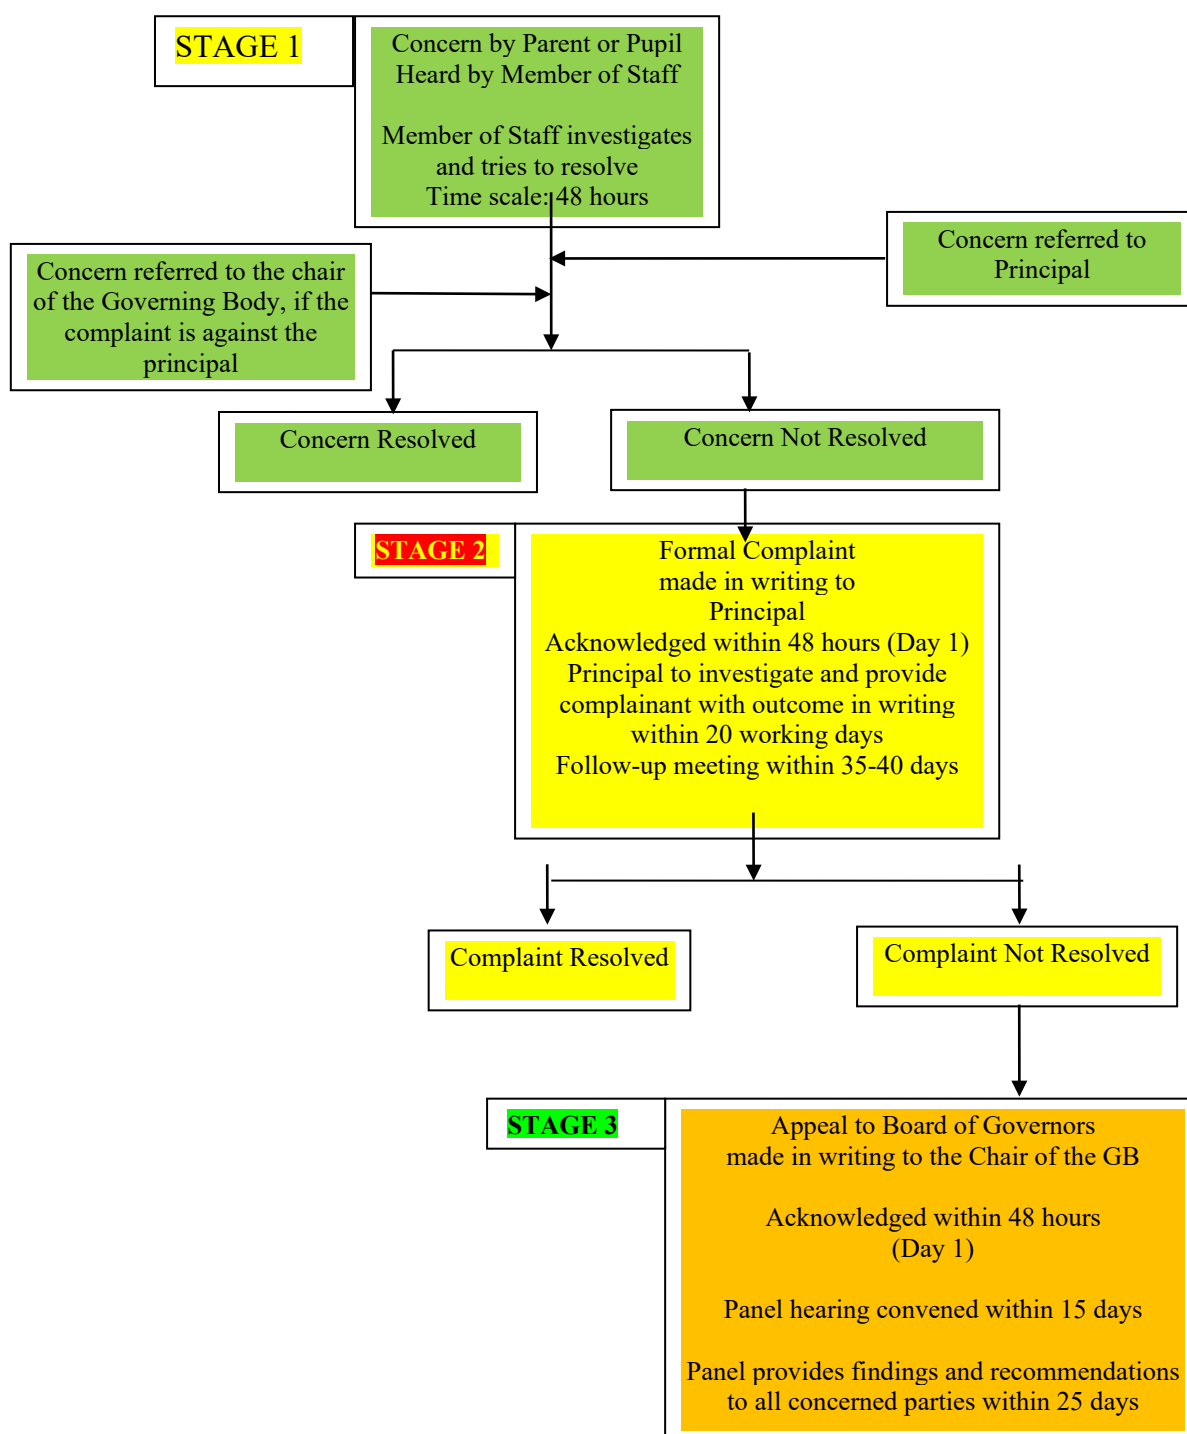 STAGE 1
Concern by Parent or Pupil
Heard by Member of Staff
Member of Staff investigates
and tries to resolve
Time scale: 48 hours
Concern referred to
Principal
Concern referred to the chair
of the Governing Body, if the
complaint is against the
principal
Concern Resolved
Concern Not Resolved
STAGE 2
Formal Complaint
made in writing to
Principal
Acknowledged within 48 hours (Day 1)
Principal to investigate and provide
complainant with outcome in writing
within 20 working days
Follow-up meeting within 35-40 days
Complaint Resolved
Complaint Not Resolved
STAGE 3
Appeal to Board of Governors
made in writing to the Chair of the GB
Acknowledged within 48 hours
(Day 1)
Panel hearing convened within 15 days
Panel provides findings and recommendations
to all concerned parties within 25 days